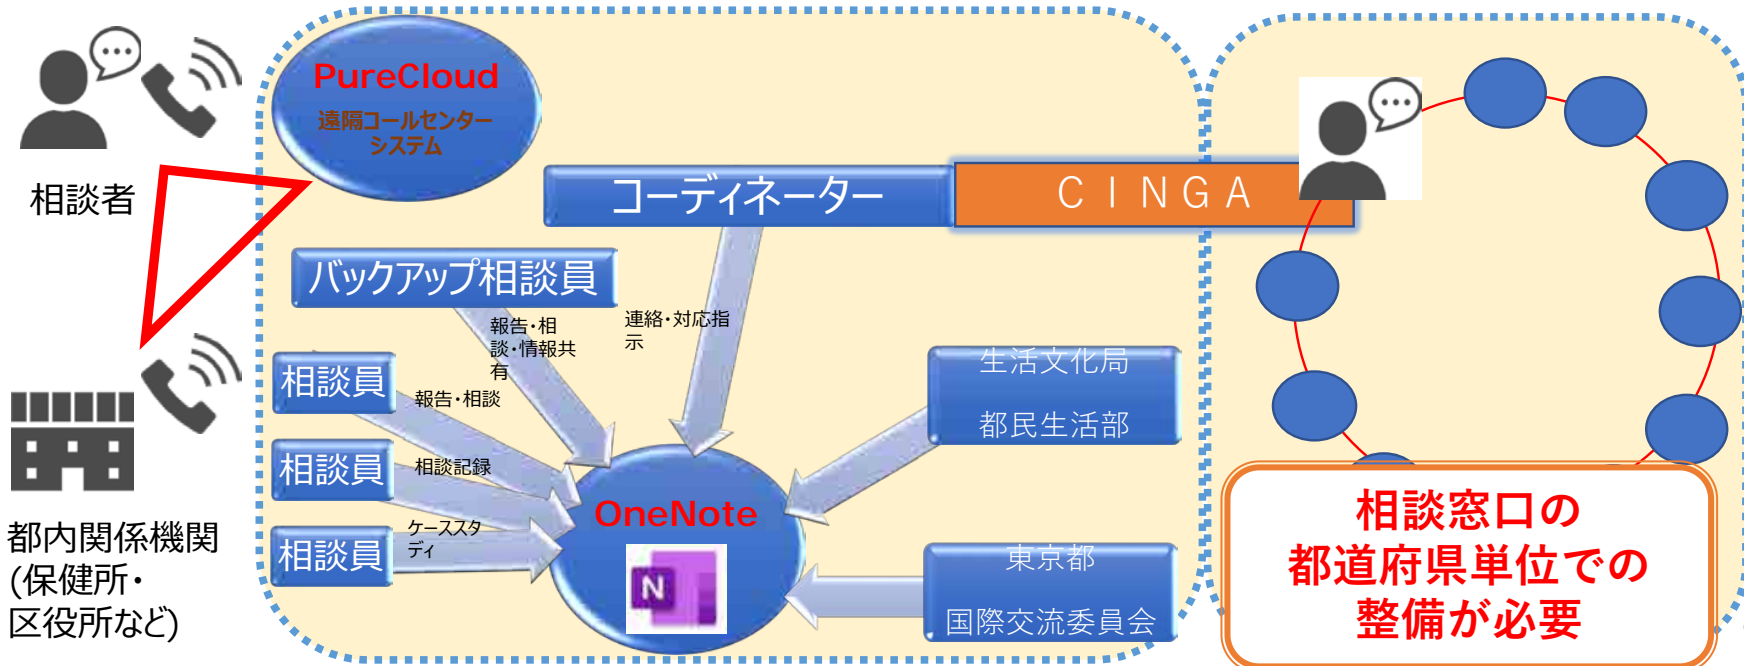 PureCloud
遠隔コールセンター
システム
相談者
コーディネーター
CINGA
バックアップ相談員
報告・相
談・情報共
有
連絡・対応指
示
相談員
報告・相談
生活文化局
都民生活部
相談員
相談記録
相談員
ケーススタ
ディ
OneNote
N
東京都
国際交流委員会
都内関係機関
(保健所・
区役所など)
相談窓口の
都道府県単位での
整備が必要